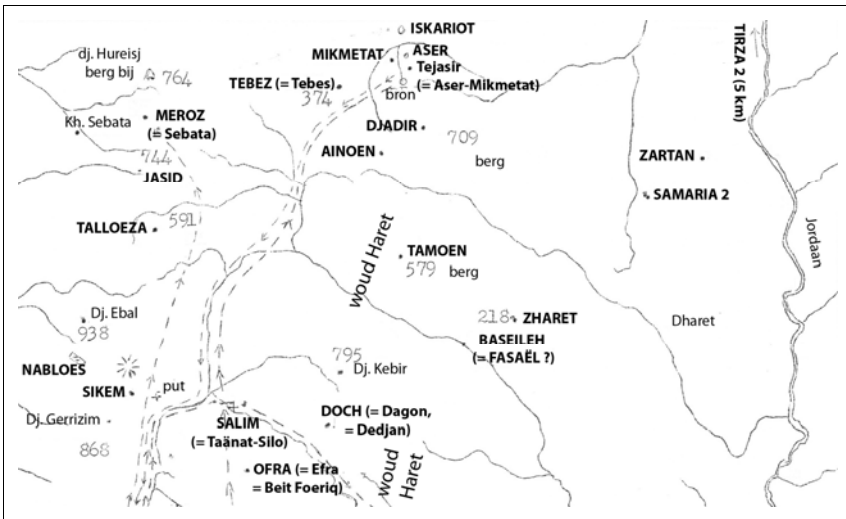 ISKARIOT
dj. Hureisj
berg bij
764
MIKMETAT
ASER
Tejasir
(= Aser-Mikmetat)
TEBEZ (= Tebes)
374
bron
TIRZA 2 (5 km)
MEROZ
(= Sebata)
Kh. Sebata
DJADIR
709
berg
AINOEN
744
JASID
ZARTAN
SAMARIA 2
591
TALLOEZA
woud Haret
TAMOEN
579 berg
Jordaan
Dj. Ebal
938
218
ZHARET
Dharet
BASEILEH
(= FASAËL ?)
NABLOES
795
Dj. Kebir
SIKEM
put
Dj. Gerrizim
868
SALIM
(= Taänat-Silo)
DOCH (= Dagon,
= Dedjan)
OFRA (= Efra
= Beit Foeriq)
woud
Haret